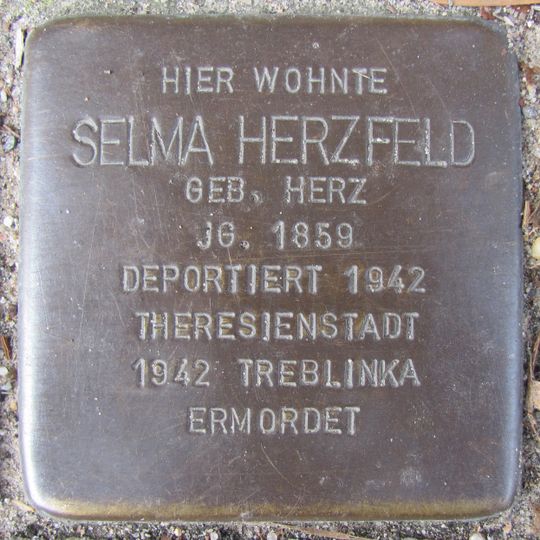 HIER WOHNTE
SELMA HERZFELD
GEB. HERZ
JG. 1859
DEPORTIERT 1942
THERESIENSTADT
1942 TREBLINKA
ERMORDET